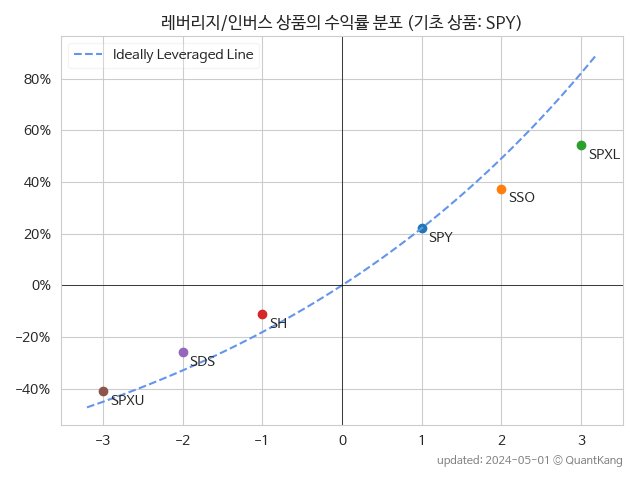 레버리지/인버스 상품의 수익률 분포 (기초 상품: SPY)
Ideally Leveraged Line
80%
60%
40%
20%
0%
−20%
−40%
SPXL
SSO
SPY
SH
SDS
SPXU
−3
−2
−1
0
1
2
3
updated: 2024-05-01 © QuantKang